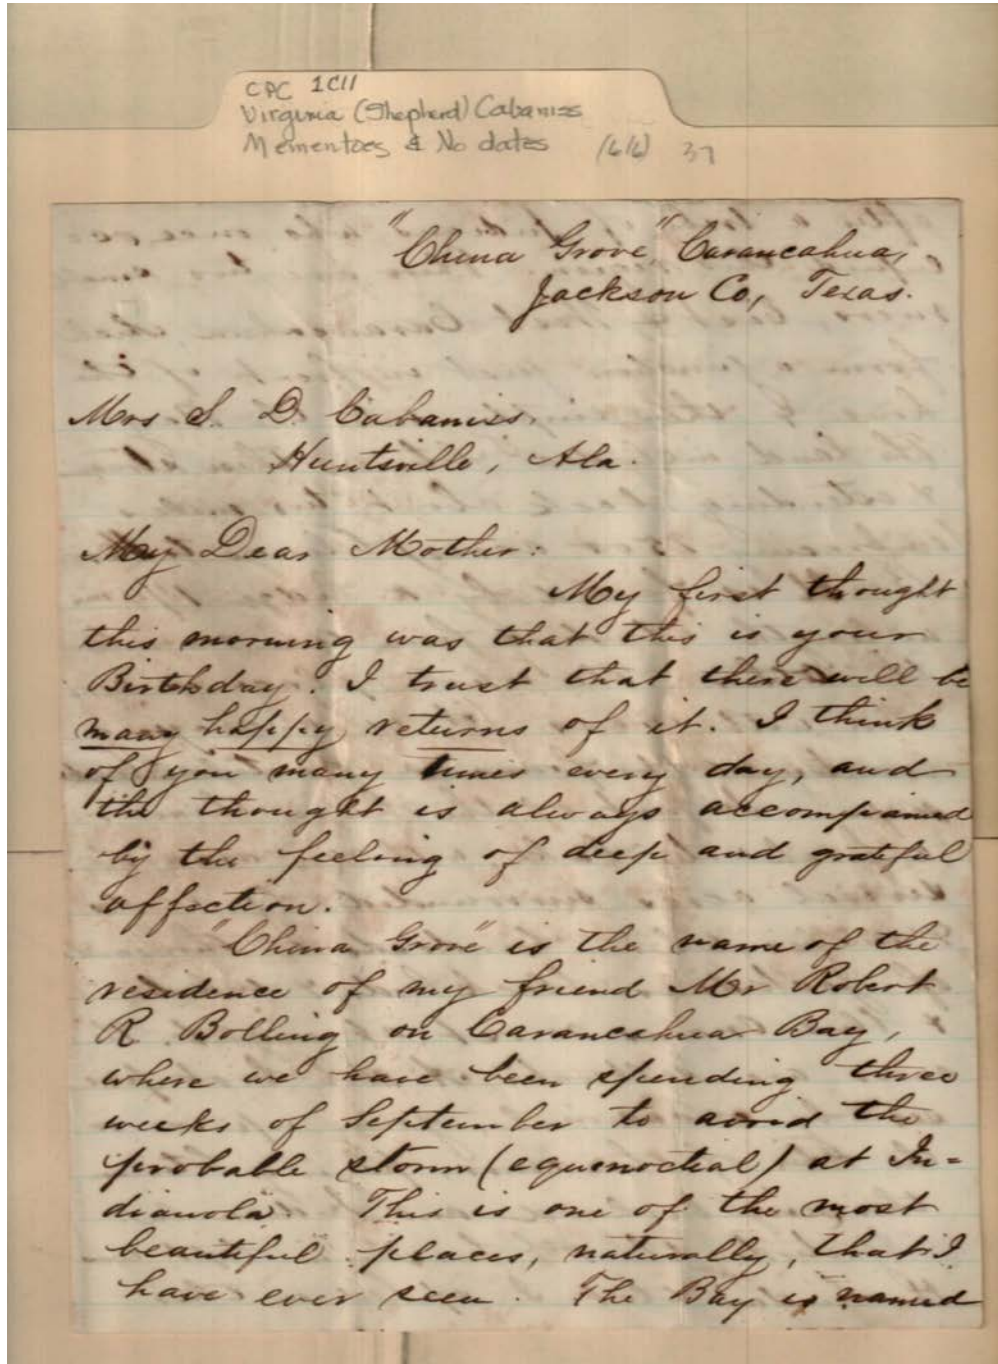 CPC 1C11
Virginia (Shepherd) Cabaniss
Mementoes & No dates (6/6) 37
"China Grove" Carancahua,
Jackson Co, Texas.
Mrs S. D. Cabaniss.
Huntsville, Ala.
My Dear Mother:
My first thought
this morning was that this is your
Birthday. I trust that there will be
many happy returns of it. I think
of you many times every day, and
the thought is always accompanied
by the feeling of deep and grateful
affection.
"China Grove" is the name of the
residence of my friend Mr Robert
R Bolling on Carancahua Bay,
where we have been spending three
weeks of September to avoid the
probable storm (equinoctial) at In=
dianola. This is one of the most
beautiful places, naturally, that I
have ever seen. The Bay is named